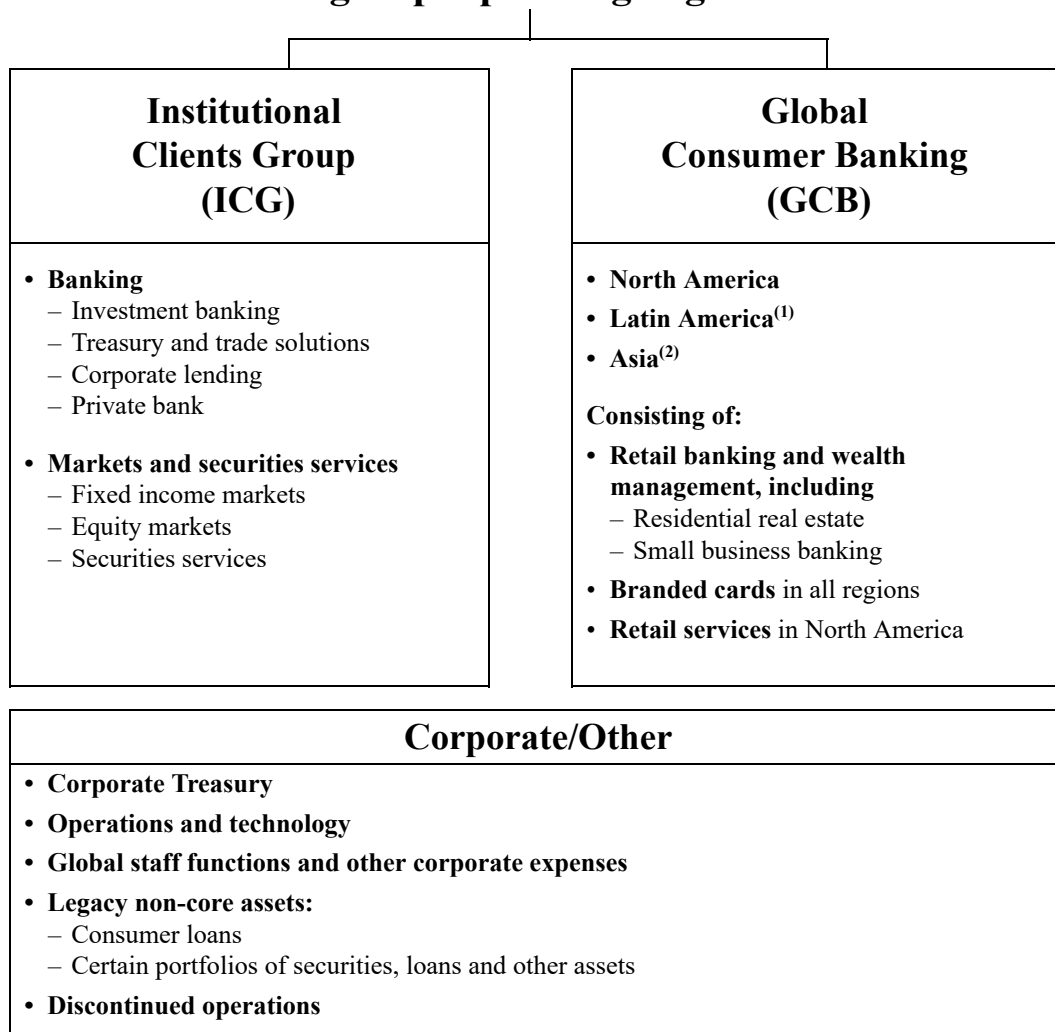 Institutional
Clients Group
(ICG)
• Banking
– Investment banking
– Treasury and trade solutions
– Corporate lending
– Private bank
• Markets and securities services
– Fixed income markets
– Equity markets
– Securities services
Global
Consumer Banking
(GCB)
• North America
• Latin America(1)
• Asia(2)
Consisting of:
• Retail banking and wealth
management, including
– Residential real estate
– Small business banking
• Branded cards in all regions
• Retail services in North America
Corporate/Other
• Corporate Treasury
• Operations and technology
• Global staff functions and other corporate expenses
• Legacy non-core assets:
– Consumer loans
– Certain portfolios of securities, loans and other assets
• Discontinued operations